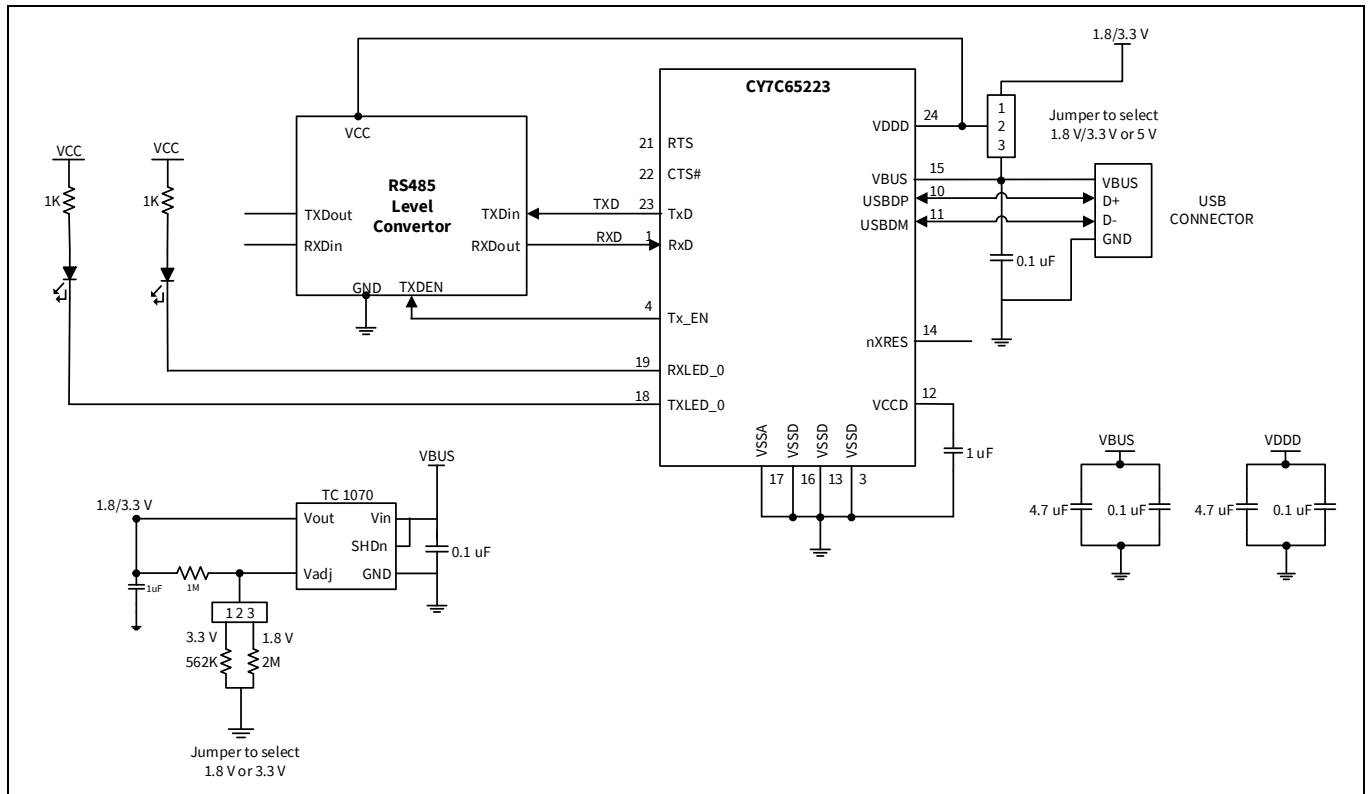 1.8/3.3 V
CY7C65223
VCC
RS485
Level
Convertor
TXDout
RXDin
TXDin
RXDout
GND
TXDEN
VCC
VCC
1K
1K
TXD
RXD
21
RTS
22
CTS#
23
TxD
1
RxD
4
Tx_EN
19
RXLED_0
18
TXLED_0
VDDD
24
VBUS
15
USBDP
10
USBDM
11
nXRES
14
VCCD
12
VSSA
VSSD
VSSD
VSSD
17
16
13
3
1
2
3
Jumper to select
1.8 V/3.3 V or 5 V
VBUS
D+
D-
GND
USB
CONNECTOR
0.1 uF
1 uF
VBUS
4.7 uF
0.1 uF
VDDD
4.7 uF
0.1 uF
VBUS
TC 1070
1.8/3.3 V
Vout
Vin
SHDn
Vadj
GND
0.1 uF
1uF
1M
1 2 3
3.3 V
1.8 V
562K
2M
Jumper to select
1.8 V or 3.3 V